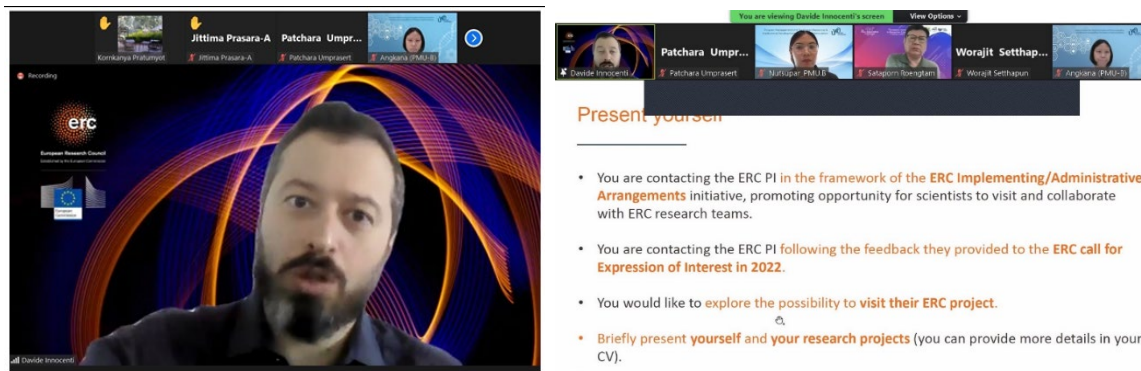 Jittima Prasara-A
Patchara Umpr...
Kornkanya Pratumyot
Jittima Prasara-A
Patchara Umprasert
Angkana (PMU-B)
Recording
erc
European Research Council
Established by the European Commission
European
Commission
Davide Innocenti
You are viewing Davide Innocenti's screen
View Options
Patchara Umpr...
Worajit Setthap...
Davide Innocenti
Patchara Umprasert
Nutsupar_PMU.B
Sataporn Roengtam
Worajit Setthapun
Angkana (PMU-B)
Present yourself
• You are contacting the ERC PI in the framework of the ERC Implementing/Administrative
Arrangements initiative, promoting opportunity for scientists to visit and collaborate
with ERC research teams.
• You are contacting the ERC PI following the feedback they provided to the ERC call for
Expression of Interest in 2022.
• You would like to explore the possibility to visit their ERC project.
• Briefly present yourself and your research projects (you can provide more details in your
CV).